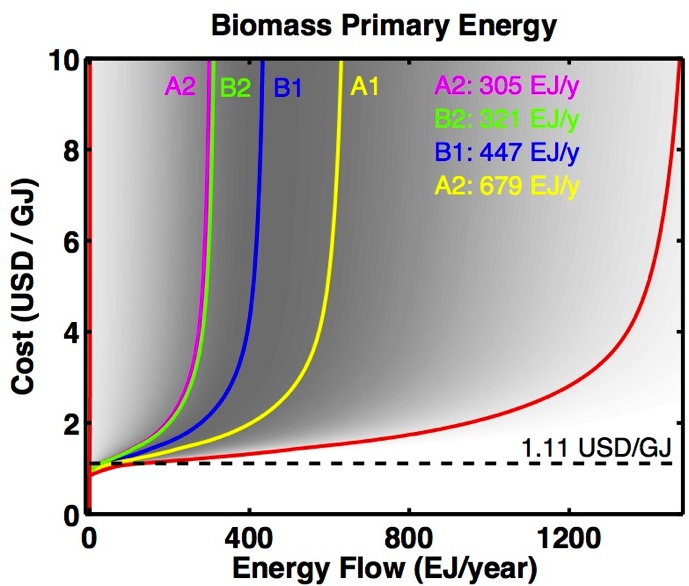 Biomass Primary Energy
10
8
6
4
2
0
Cost (USD / GJ)
A2 B2 B1 A1
A2: 305 EJ/y
B2: 321 EJ/y
B1: 447 EJ/y
A2: 679 EJ/y
1.11 USD/GJ
0 400 800 1200
Energy Flow (EJ/year)